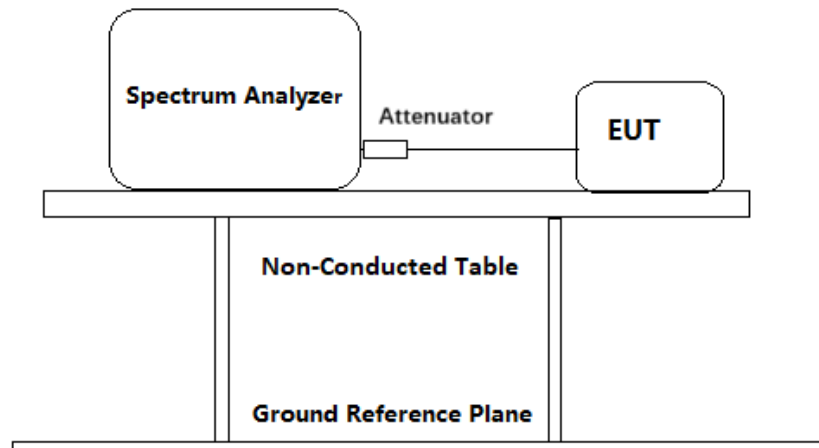 Spectrum Analyzer
Attenuator
EUT
Non-Conducted Table
Ground Reference Plane